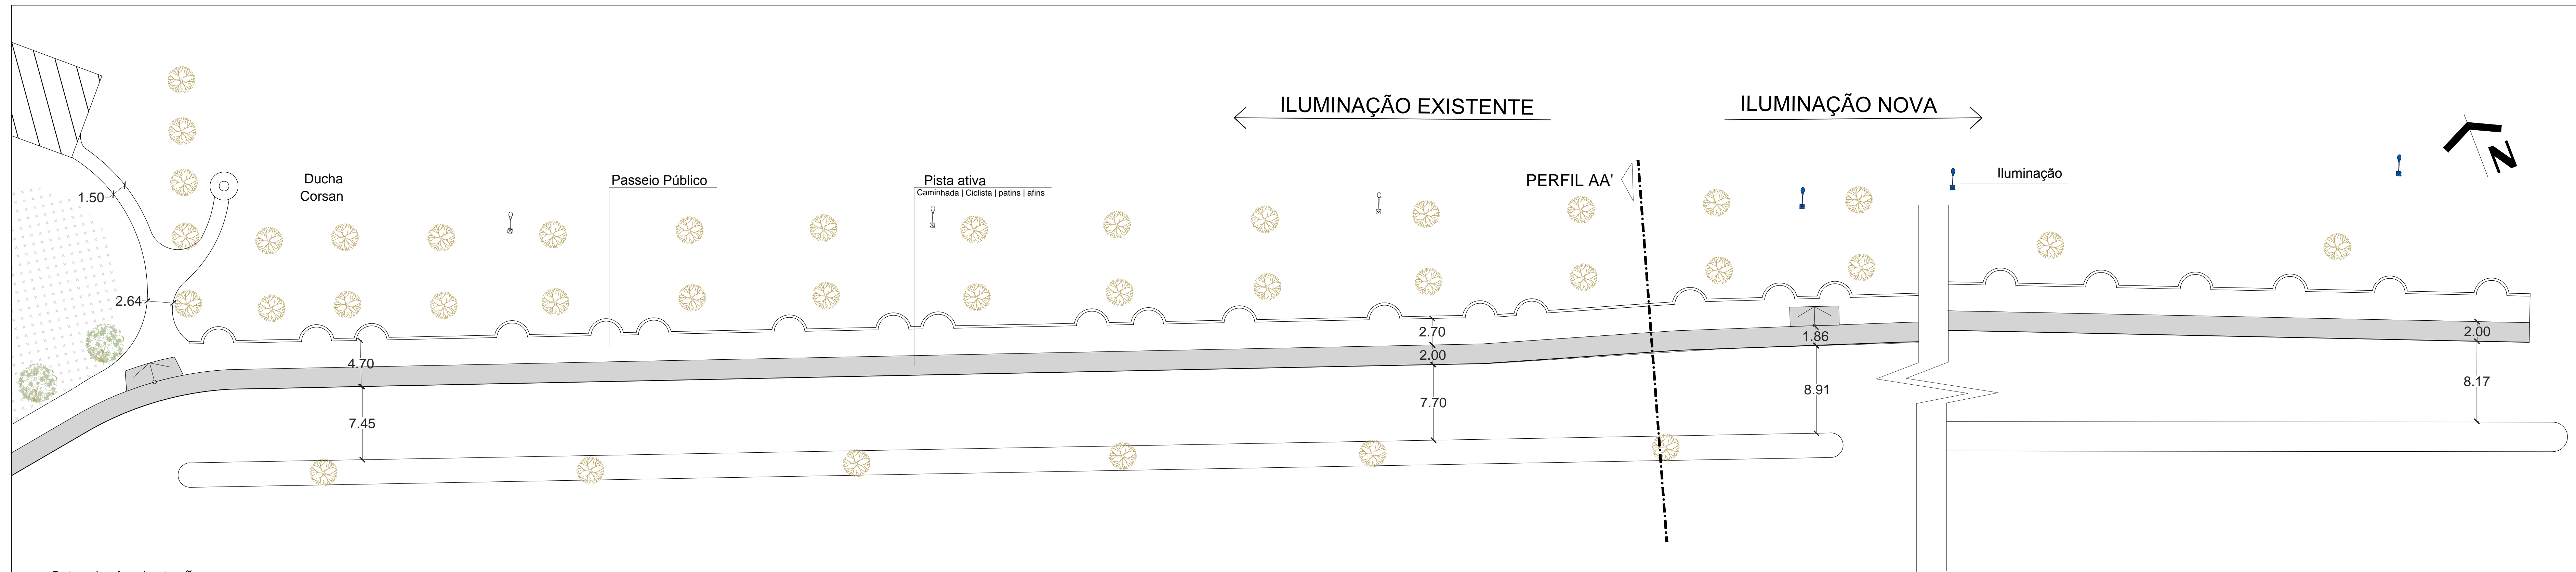 ILUMINAÇÃO EXISTENTE
ILUMINAÇÃO NOVA
N
Ducha
Corsan
Passeio Público
Pista ativa
Caminhada | Ciclista | patins | afins
PERFIL AA'
Iluminação
1.50
2.64
4.70
7.45
2.70
2.00
7.70
1.86
8.91
2.00
8.17